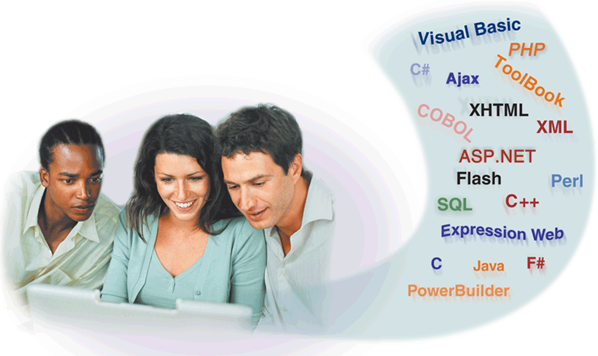 Visual Basic
PHP
C#
Ajax
ToolBook
COBOL
XHTML
XML
ASP.NET
Flash
Perl
SQL
C++
Expression Web
C
Java
F#
PowerBuilder